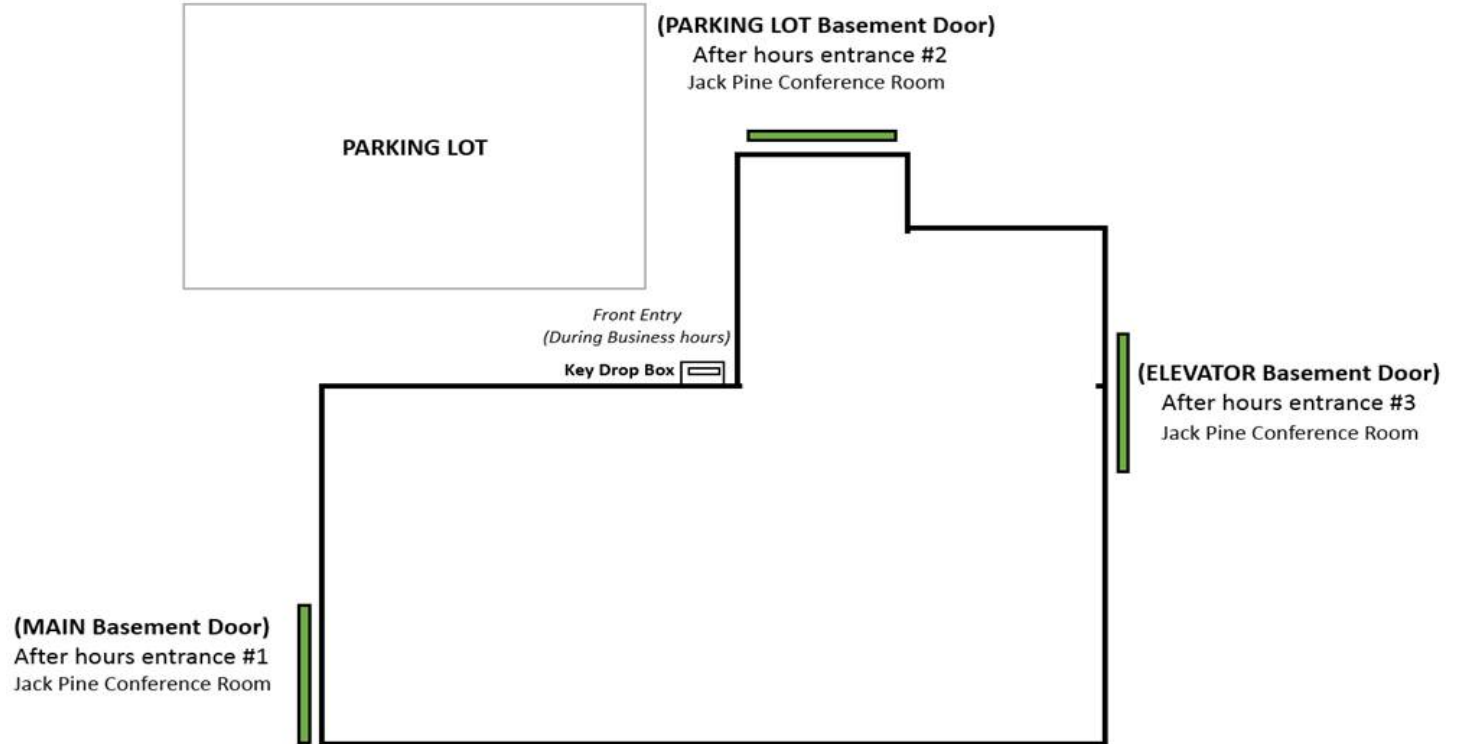 (PARKING LOT Basement Door)
After hours entrance #2
Jack Pine Conference Room
PARKING LOT
Front Entry
(During Business hours)
Key Drop Box
(ELEVATOR Basement Door)
After hours entrance #3
Jack Pine Conference Room
(MAIN Basement Door)
After hours entrance #1
Jack Pine Conference Room